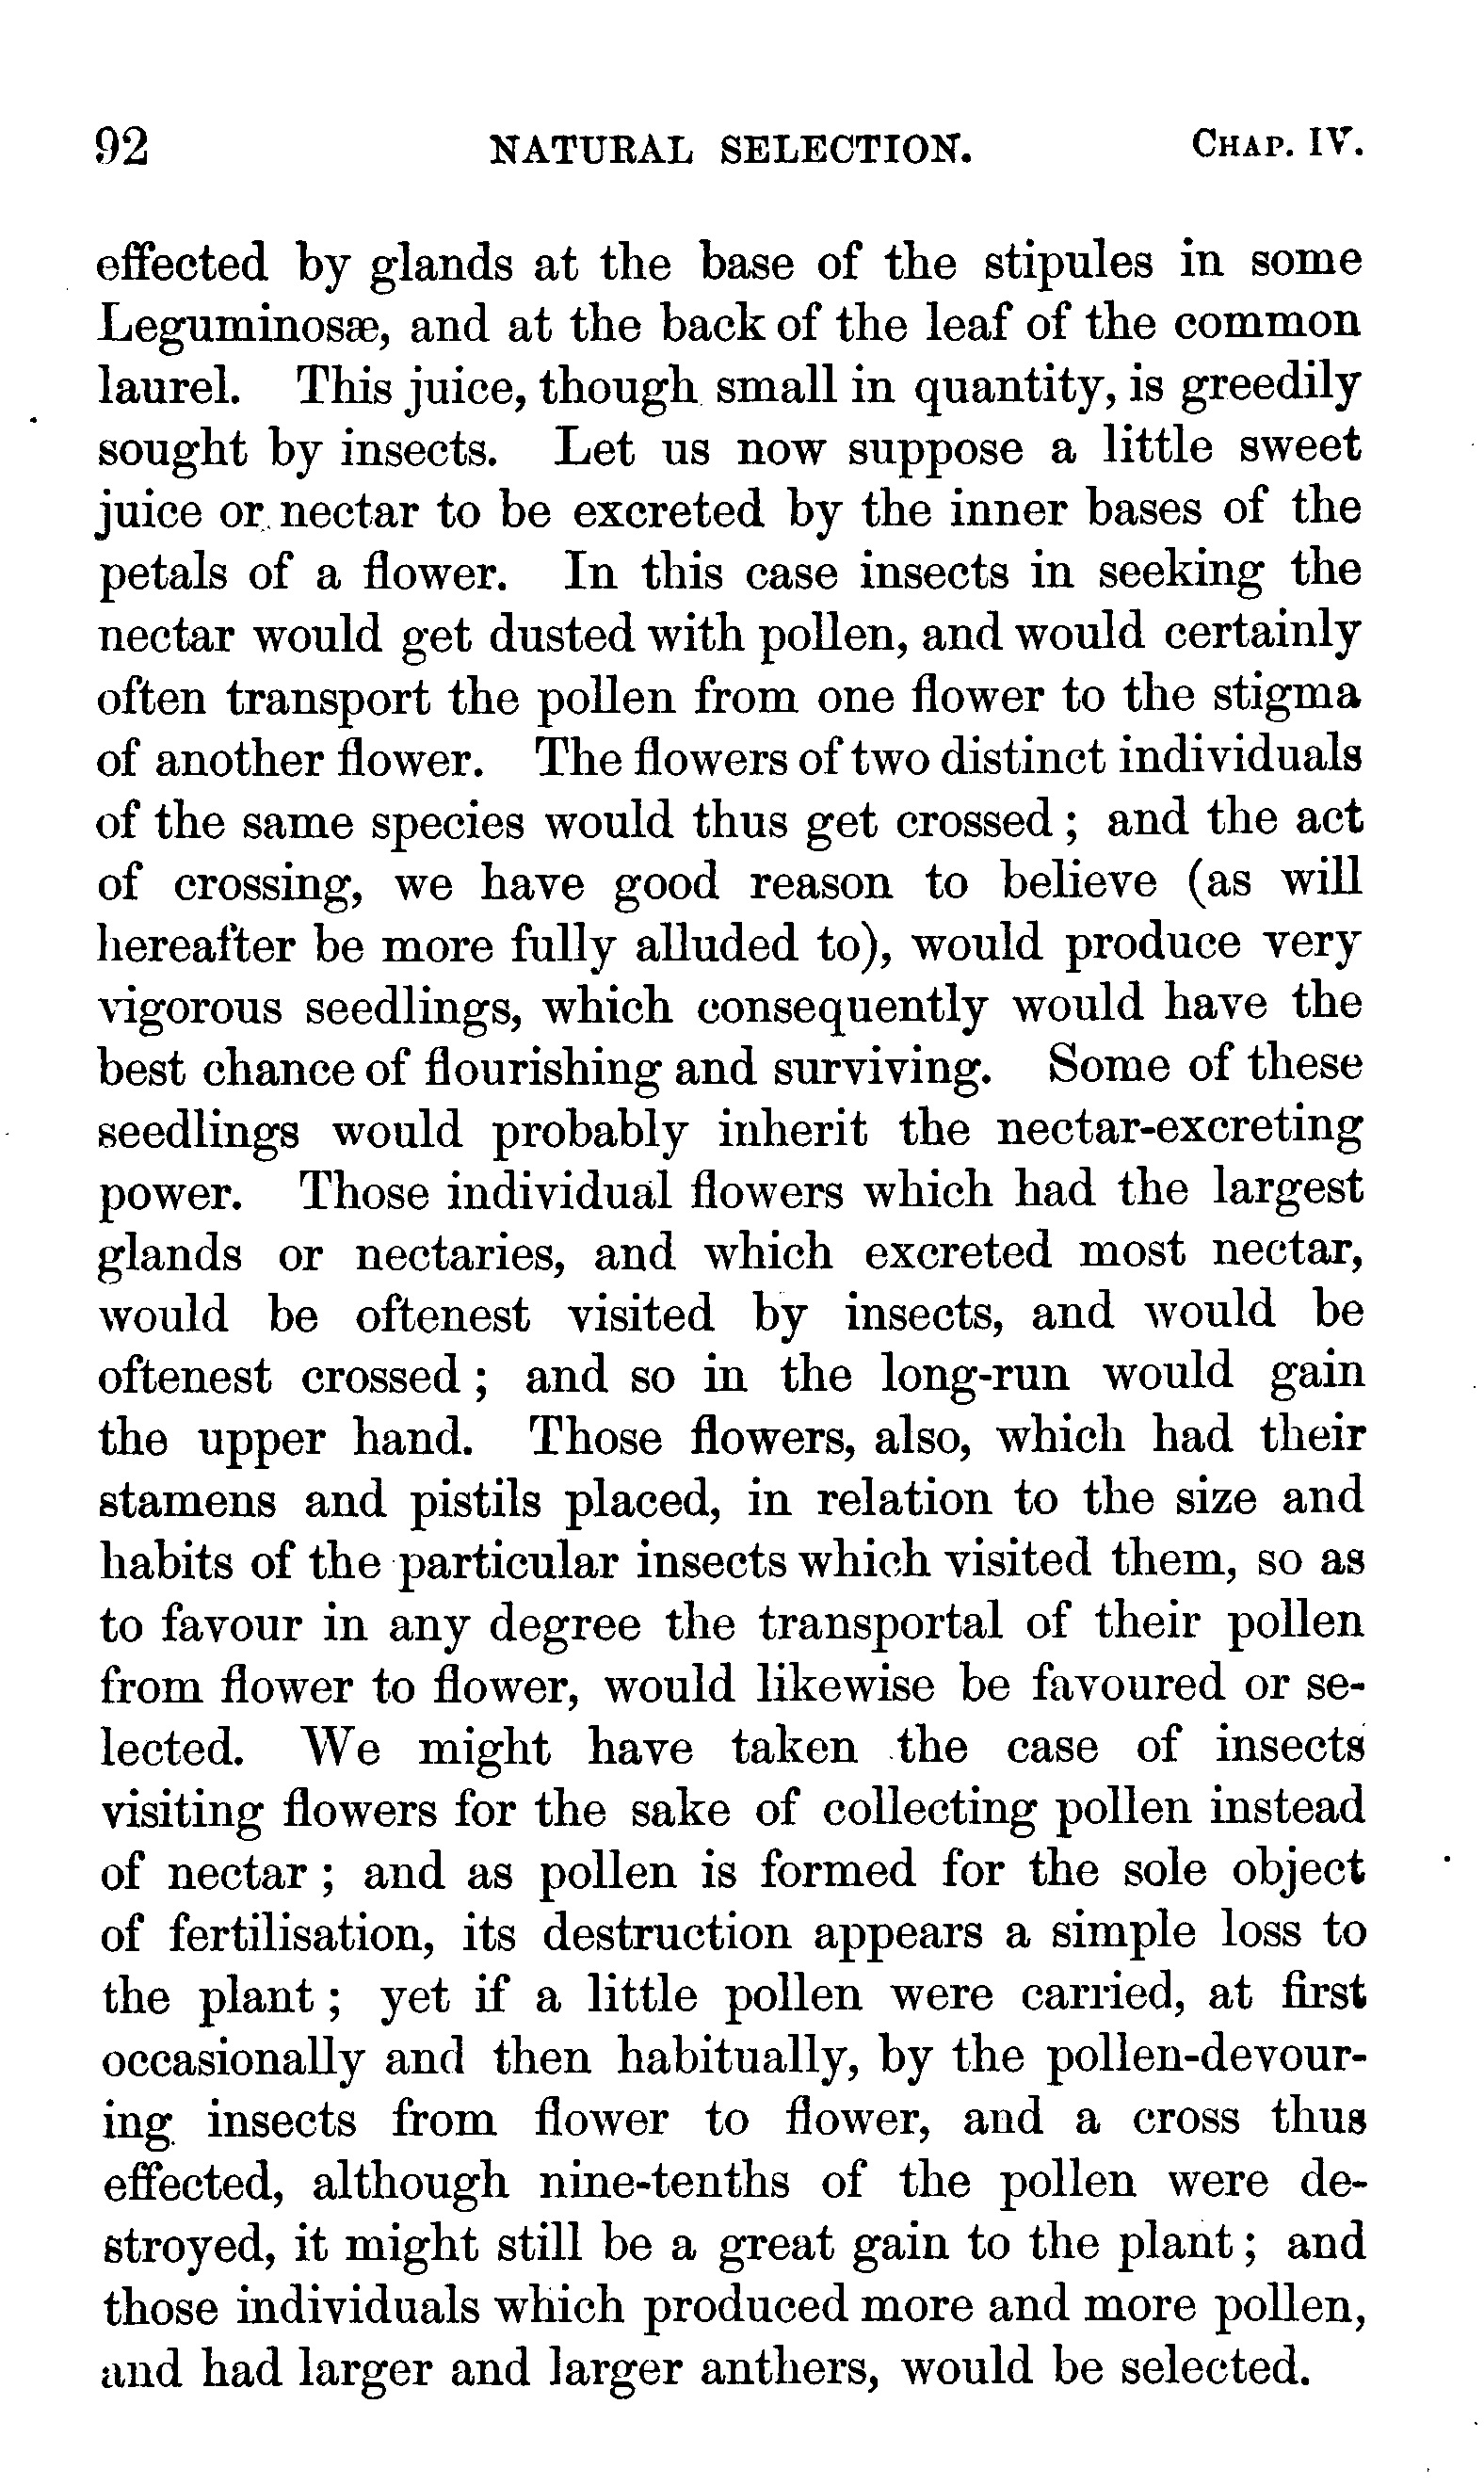 92 NATURAL SELECTION. CHAP. IV.
effected by glands at the base of the stipules in some
Leguminosæ, and at the back of the leaf of the common
laurel. This juice, though small in quantity, is greedily
sought by insects. Let us now suppose a little sweet
juice or nectar to be excreted by the inner bases of the
petals of a flower. In this case insects in seeking the
nectar would get dusted with pollen, and would certainly
often transport the pollen from one flower to the stigma
of another flower. The flowers of two distinct individuals
of the same species would thus get crossed; and the act
of crossing, we have good reason to believe (as will
hereafter be more fully alluded to), would produce very
vigorous seedlings, which consequently would have the
best chance of flourishing and surviving. Some of these
seedlings would probably inherit the nectar-excreting
power. Those individual flowers which had the largest
glands or nectaries, and which excreted most nectar,
would be oftenest visited by insects, and would be
oftenest crossed; and so in the long-run would gain
the upper hand. Those flowers, also, which had their
stamens and pistils placed, in relation to the size and
habits of the particular insects which visited them, so as
to favour in any degree the transportal of their pollen
from flower to flower, would likewise be favoured or se-
lected. We might have taken the case of insects
visiting flowers for the sake of collecting pollen instead
of nectar; and as pollen is formed for the sole object
of fertilisation, its destruction appears a simple loss to
the plant; yet if a little pollen were carried, at first
occasionally and then habitually, by the pollen-devour-
ing insects from flower to flower, and a cross thus
effected, although nine-tenths of the pollen were de-
stroyed, it might still be a great gain to the plant; and
those individuals which produced more and more pollen,
and had larger and larger anthers, would be selected.